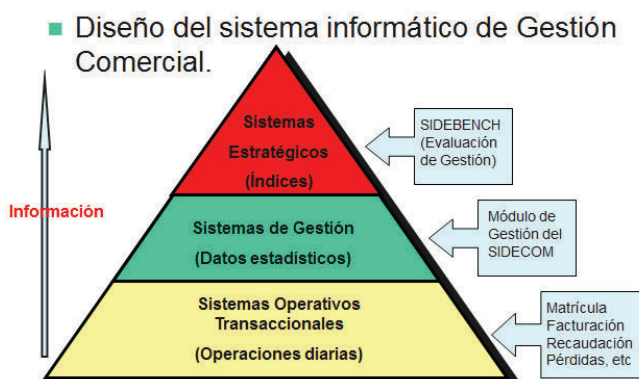 Diseño del sistema informático de Gestión
Comercial.
Sistemas
Estratégicos
(Índices)
SIDEBENCH
(Evaluación
de Gestión)
Información
Sistemas de Gestión
(Datos estadísticos)
Módulo de
Gestión del
SIDECOM
Sistemas Operativos
Transaccionales
(Operaciones diarias)
Matrícula
Facturación
Recaudación
Pérdidas, etc